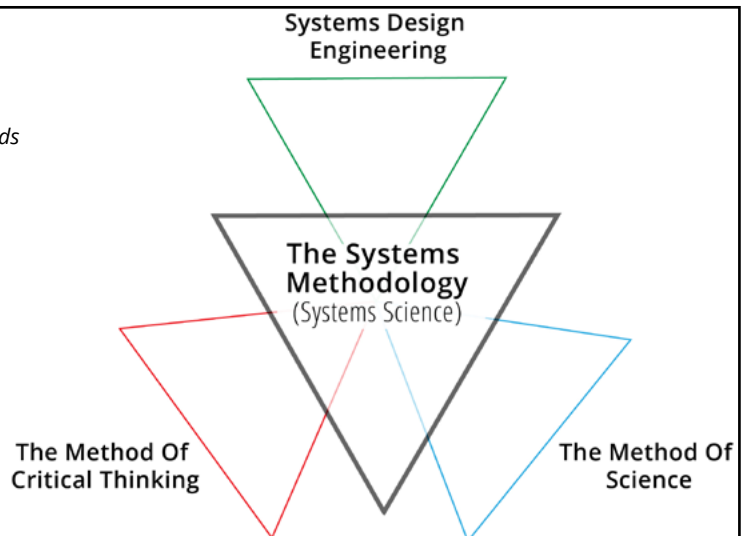 Systems Design
Engineering
The Systems
Methodology
(Systems Science)
The Method Of
Critical Thinking
The Method Of
Science